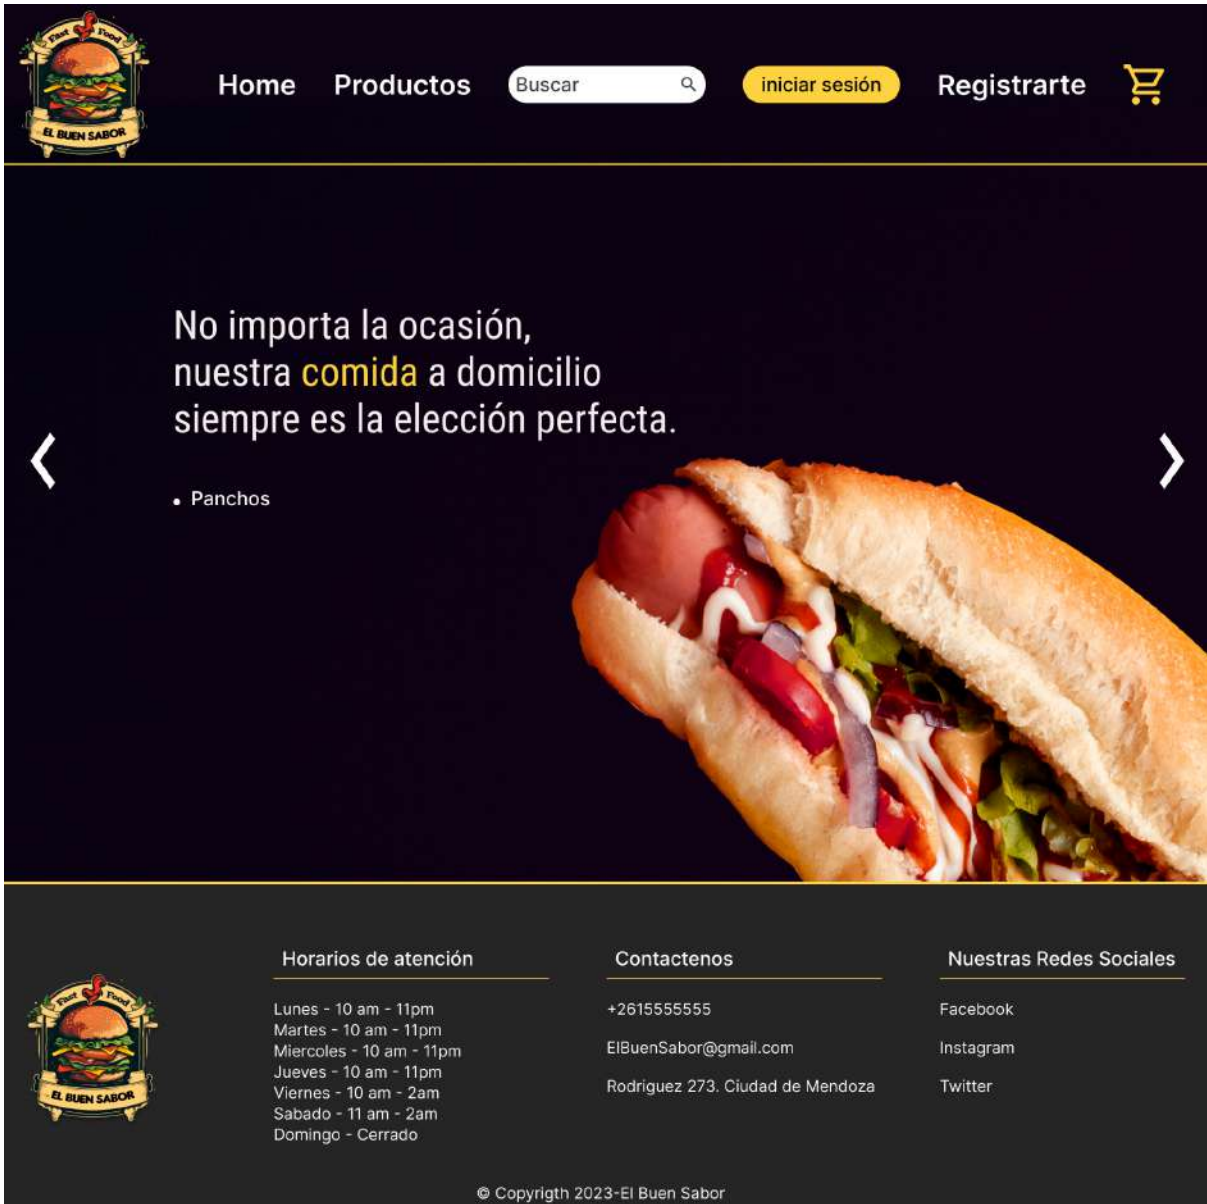 Fast Food
EL BUEN SABOR
Home
Productos
Buscar
iniciar sesión
Registrarte
No importa la ocasión,
nuestra comida a domicilio
siempre es la elección perfecta.
Panchos
Fast Food
EL BUEN SABOR
Horarios de atención
Lunes - 10 am - 11pm
Martes - 10 am - 11pm
Miercoles - 10 am - 11pm
Jueves - 10 am - 11pm
Viernes - 10 am - 2am
Sabado - 11 am - 2am
Domingo - Cerrado
Contactenos
+2615555555
ElBuenSabor@gmail.com
Rodriguez 273. Ciudad de Mendoza
Nuestras Redes Sociales
Facebook
Instagram
Twitter
© Copyrigth 2023-El Buen Sabor